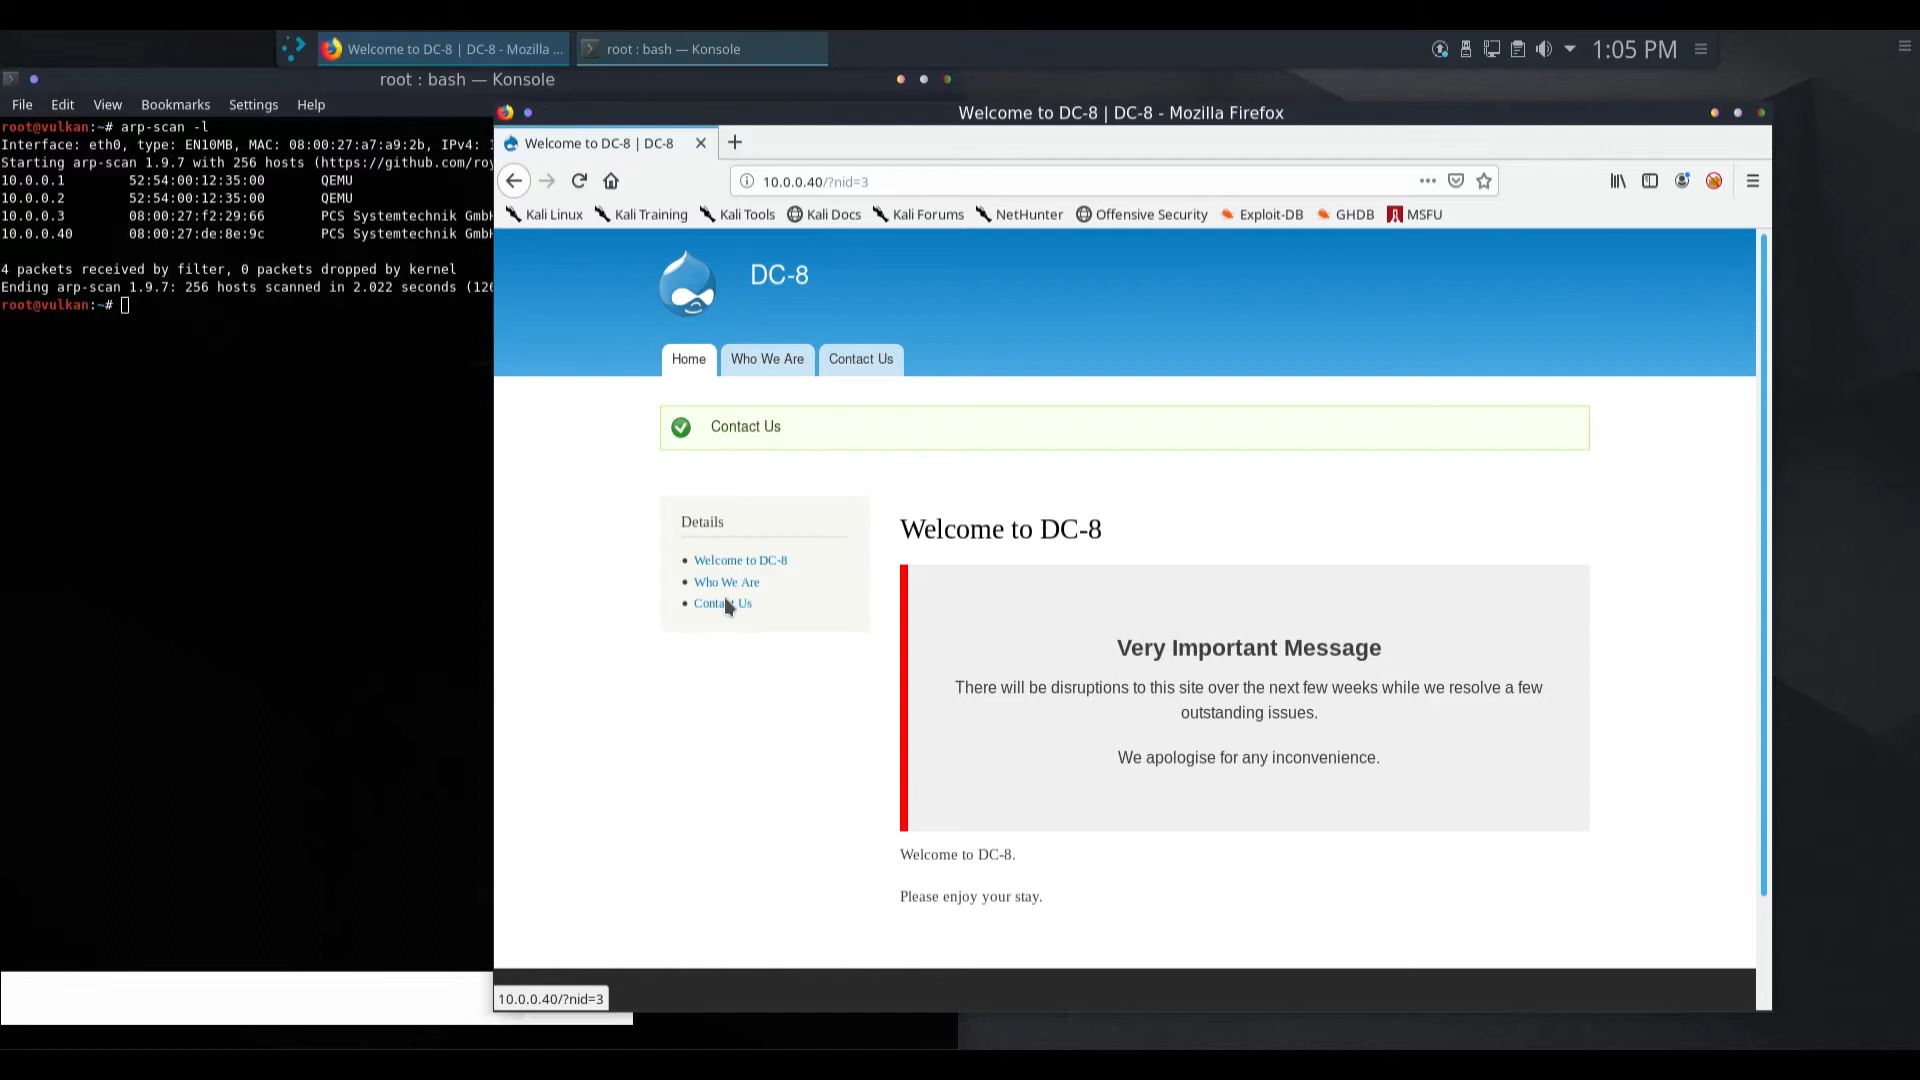 Welcome to DC-8 | DC-8 - Mozilla ...
root : bash — Konsole
1:05 PM
root : bash — Konsole
File Edit View Bookmarks Settings Help
root@vulkan:~# arp-scan -l
Interface: eth0, type: EN10MB, MAC: 08:00:27:a7:a9:2b, IPv4:
Starting arp-scan 1.9.7 with 256 hosts (https://github.com/roy
10.0.0.1 52:54:00:12:35:00 QEMU
10.0.0.2 52:54:00:12:35:00 QEMU
10.0.0.3 08:00:27:f2:29:66 PCS Systemtechnik GmbH
10.0.0.40 08:00:27:de:8e:9c PCS Systemtechnik GmbH
4 packets received by filter, 0 packets dropped by kernel
Ending arp-scan 1.9.7: 256 hosts scanned in 2.022 seconds (126
root@vulkan:~#
Welcome to DC-8 | DC-8 - Mozilla Firefox
Welcome to DC-8 | DC-8
10.0.0.40/?nid=3
Kali Linux Kali Training Kali Tools Kali Docs Kali Forums NetHunter Offensive Security Exploit-DB GHDB MSFU
DC-8
Home Who We Are Contact Us
Contact Us
Details
Welcome to DC-8
Who We Are
Contact Us
Welcome to DC-8
Very Important Message
There will be disruptions to this site over the next few weeks while we resolve a few
outstanding issues.
We apologise for any inconvenience.
Welcome to DC-8.
Please enjoy your stay.
10.0.0.40/?nid=3